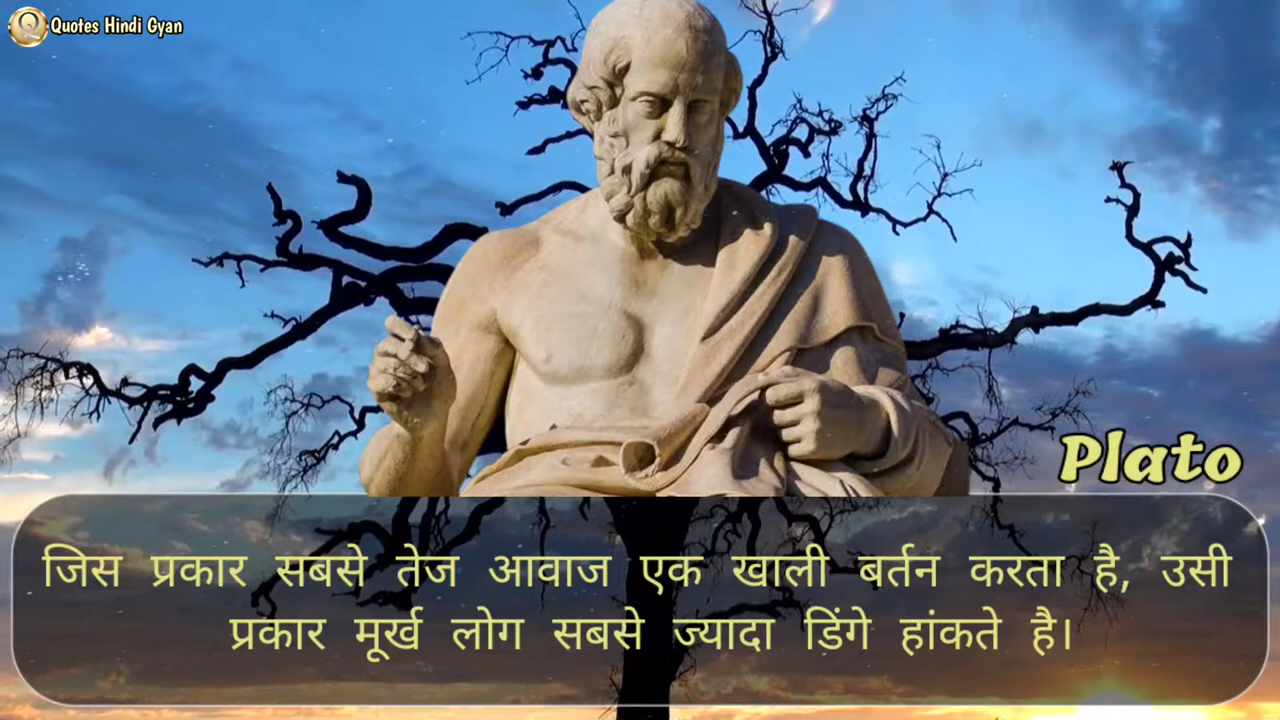 Quotes Hindi Gyan
Plato
जिस प्रकार सबसे तेज आवाज एक खाली बर्तन करता है, उसी
प्रकार मूर्ख लोग सबसे ज्यादा डिंगे हांकते है।